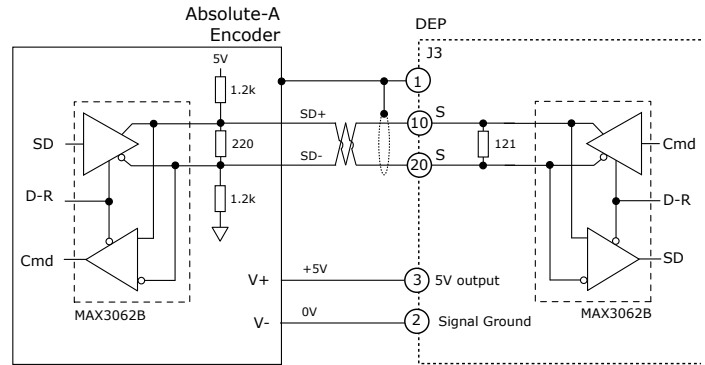 Absolute-A
Encoder
DEP
J3
5V
1.2k
1
SD+
10
S
SD
220
121
Cmd
SD-
20
S
D-R
1.2k
D-R
Cmd
SD
V+
+5V
3
5V output
MAX3062B
MAX3062B
V-
0V
2
Signal Ground